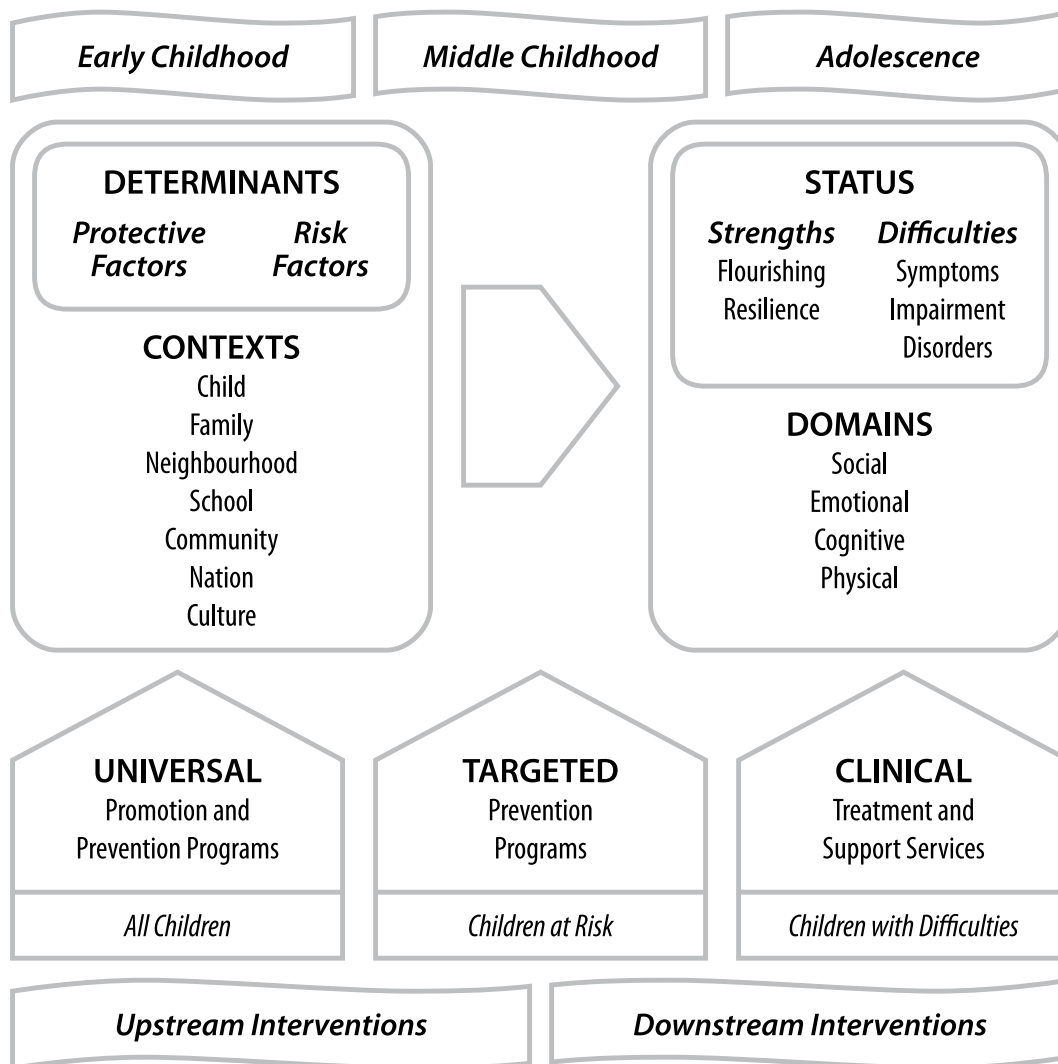 Early Childhood
Middle Childhood
Adolescence
DETERMINANTS
Protective
Factors
Risk
Factors
CONTEXTS
Child
Family
Neighbourhood
School
Community
Nation
Culture
STATUS
Strengths
Flourishing
Resilience
Difficulties
Symptoms
Impairment
Disorders
DOMAINS
Social
Emotional
Cognitive
Physical
UNIVERSAL
Promotion and
Prevention Programs
All Children
TARGETED
Prevention
Programs
Children at Risk
CLINICAL
Treatment and
Support Services
Children with Difficulties
Upstream Interventions
Downstream Interventions